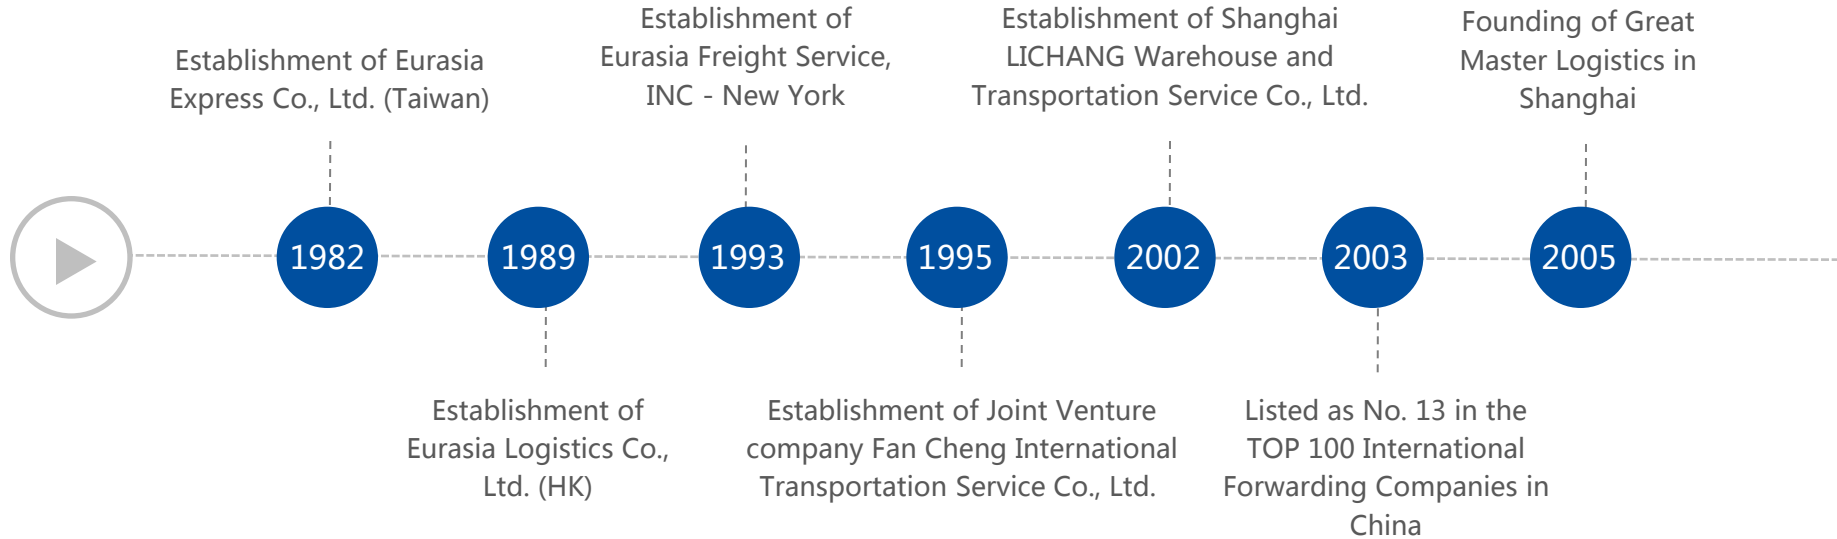 Establishment of Eurasia
Express Co., Ltd. (Taiwan)
Establishment of
Eurasia Freight Service,
INC - New York
Establishment of Shanghai
LICHANG Warehouse and
Transportation Service Co., Ltd.
Founding of Great
Master Logistics in
Shanghai
1982
1989
1993
1995
2002
2003
2005
Establishment of
Eurasia Logistics Co.,
Ltd. (HK)
Establishment of Joint Venture
company Fan Cheng International
Transportation Service Co., Ltd.
Listed as No. 13 in the
TOP 100 International
Forwarding Companies in
China